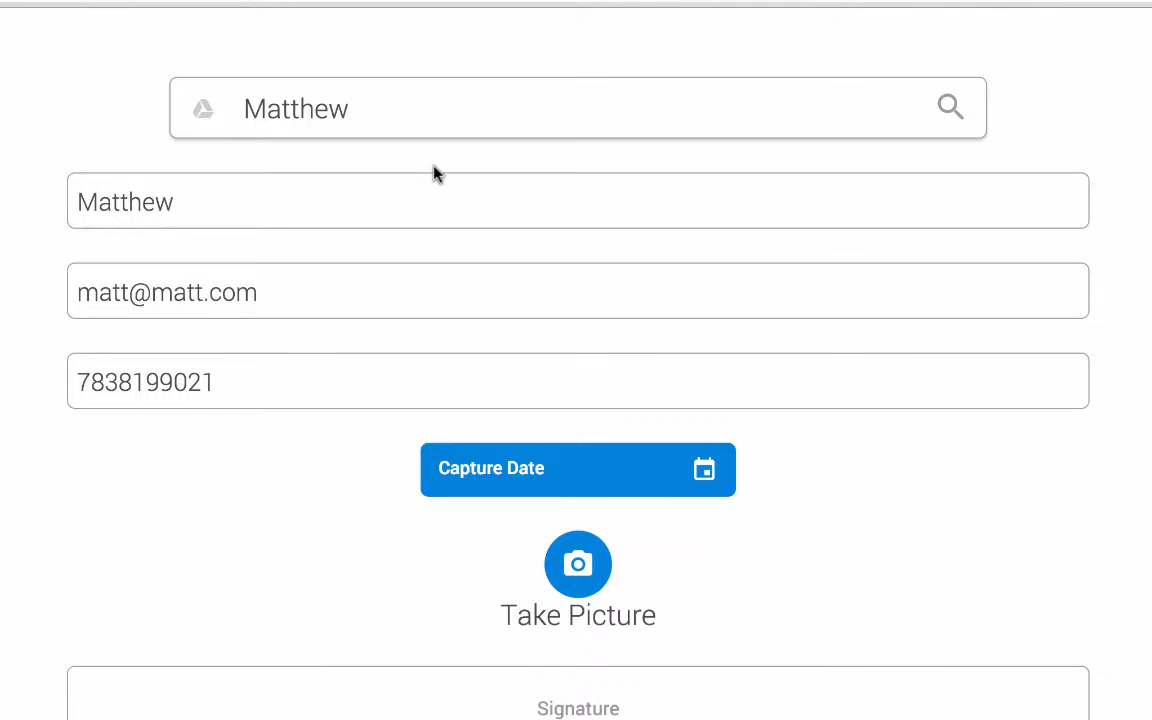 Matthew
Matthew
matt@matt.com
7838199021
Capture Date
Take Picture
Signature